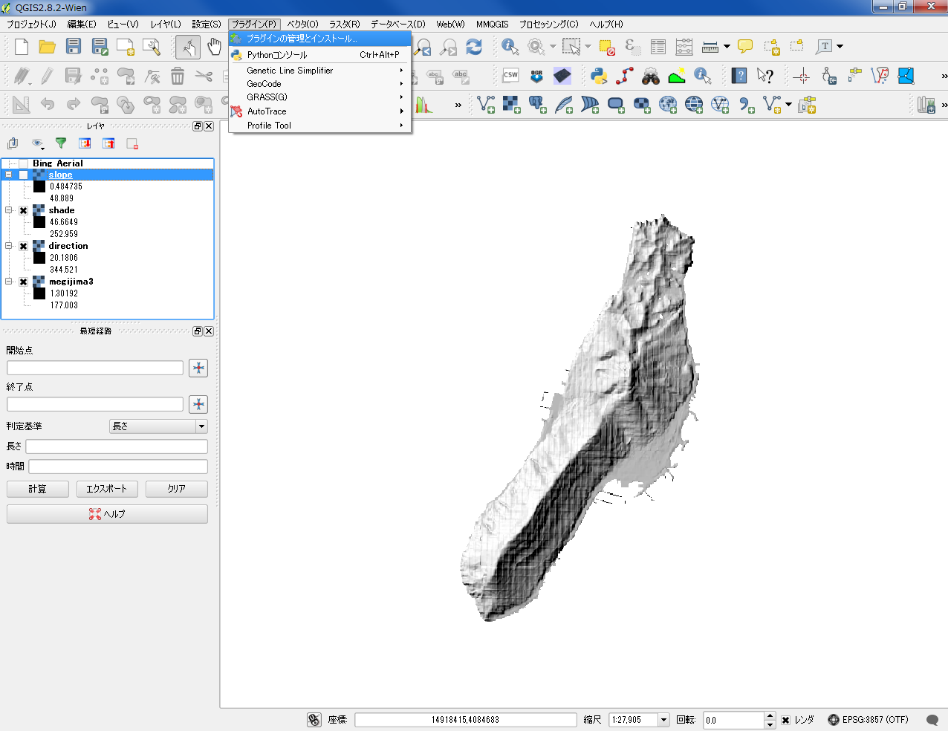 QGIS2.8.2-Wien
プロジェクト(J) 編集(E) ビュー(V) レイヤ(L) 設定(S) プラグイン(P) ベクタ(O) ラスタ(R) データベース(D) Web(W) MMQGIS プロセッシング(C) ヘルプ(H)
プラグインの管理とインストール...
Pythonコンソール Ctrl+Alt+P
Genetic Line Simplifier
GeoCode
GRASS(G)
AutoTrace
Profile Tool
abc abc CSW
» »
レイヤ
Bing Aerial
slope
0.484735
48.889
shade
46.6649
252.959
direction
20.1806
344.521
megijima3
1.30192
177.003
最短経路
開始点
終了点
判定基準 長さ
長さ
時間
計算 エクスポート クリア
ヘルプ
座標: 14918415,4084683 縮尺 1:27,905 回転: 0.0 レンダ EPSG:3857 (OTF)